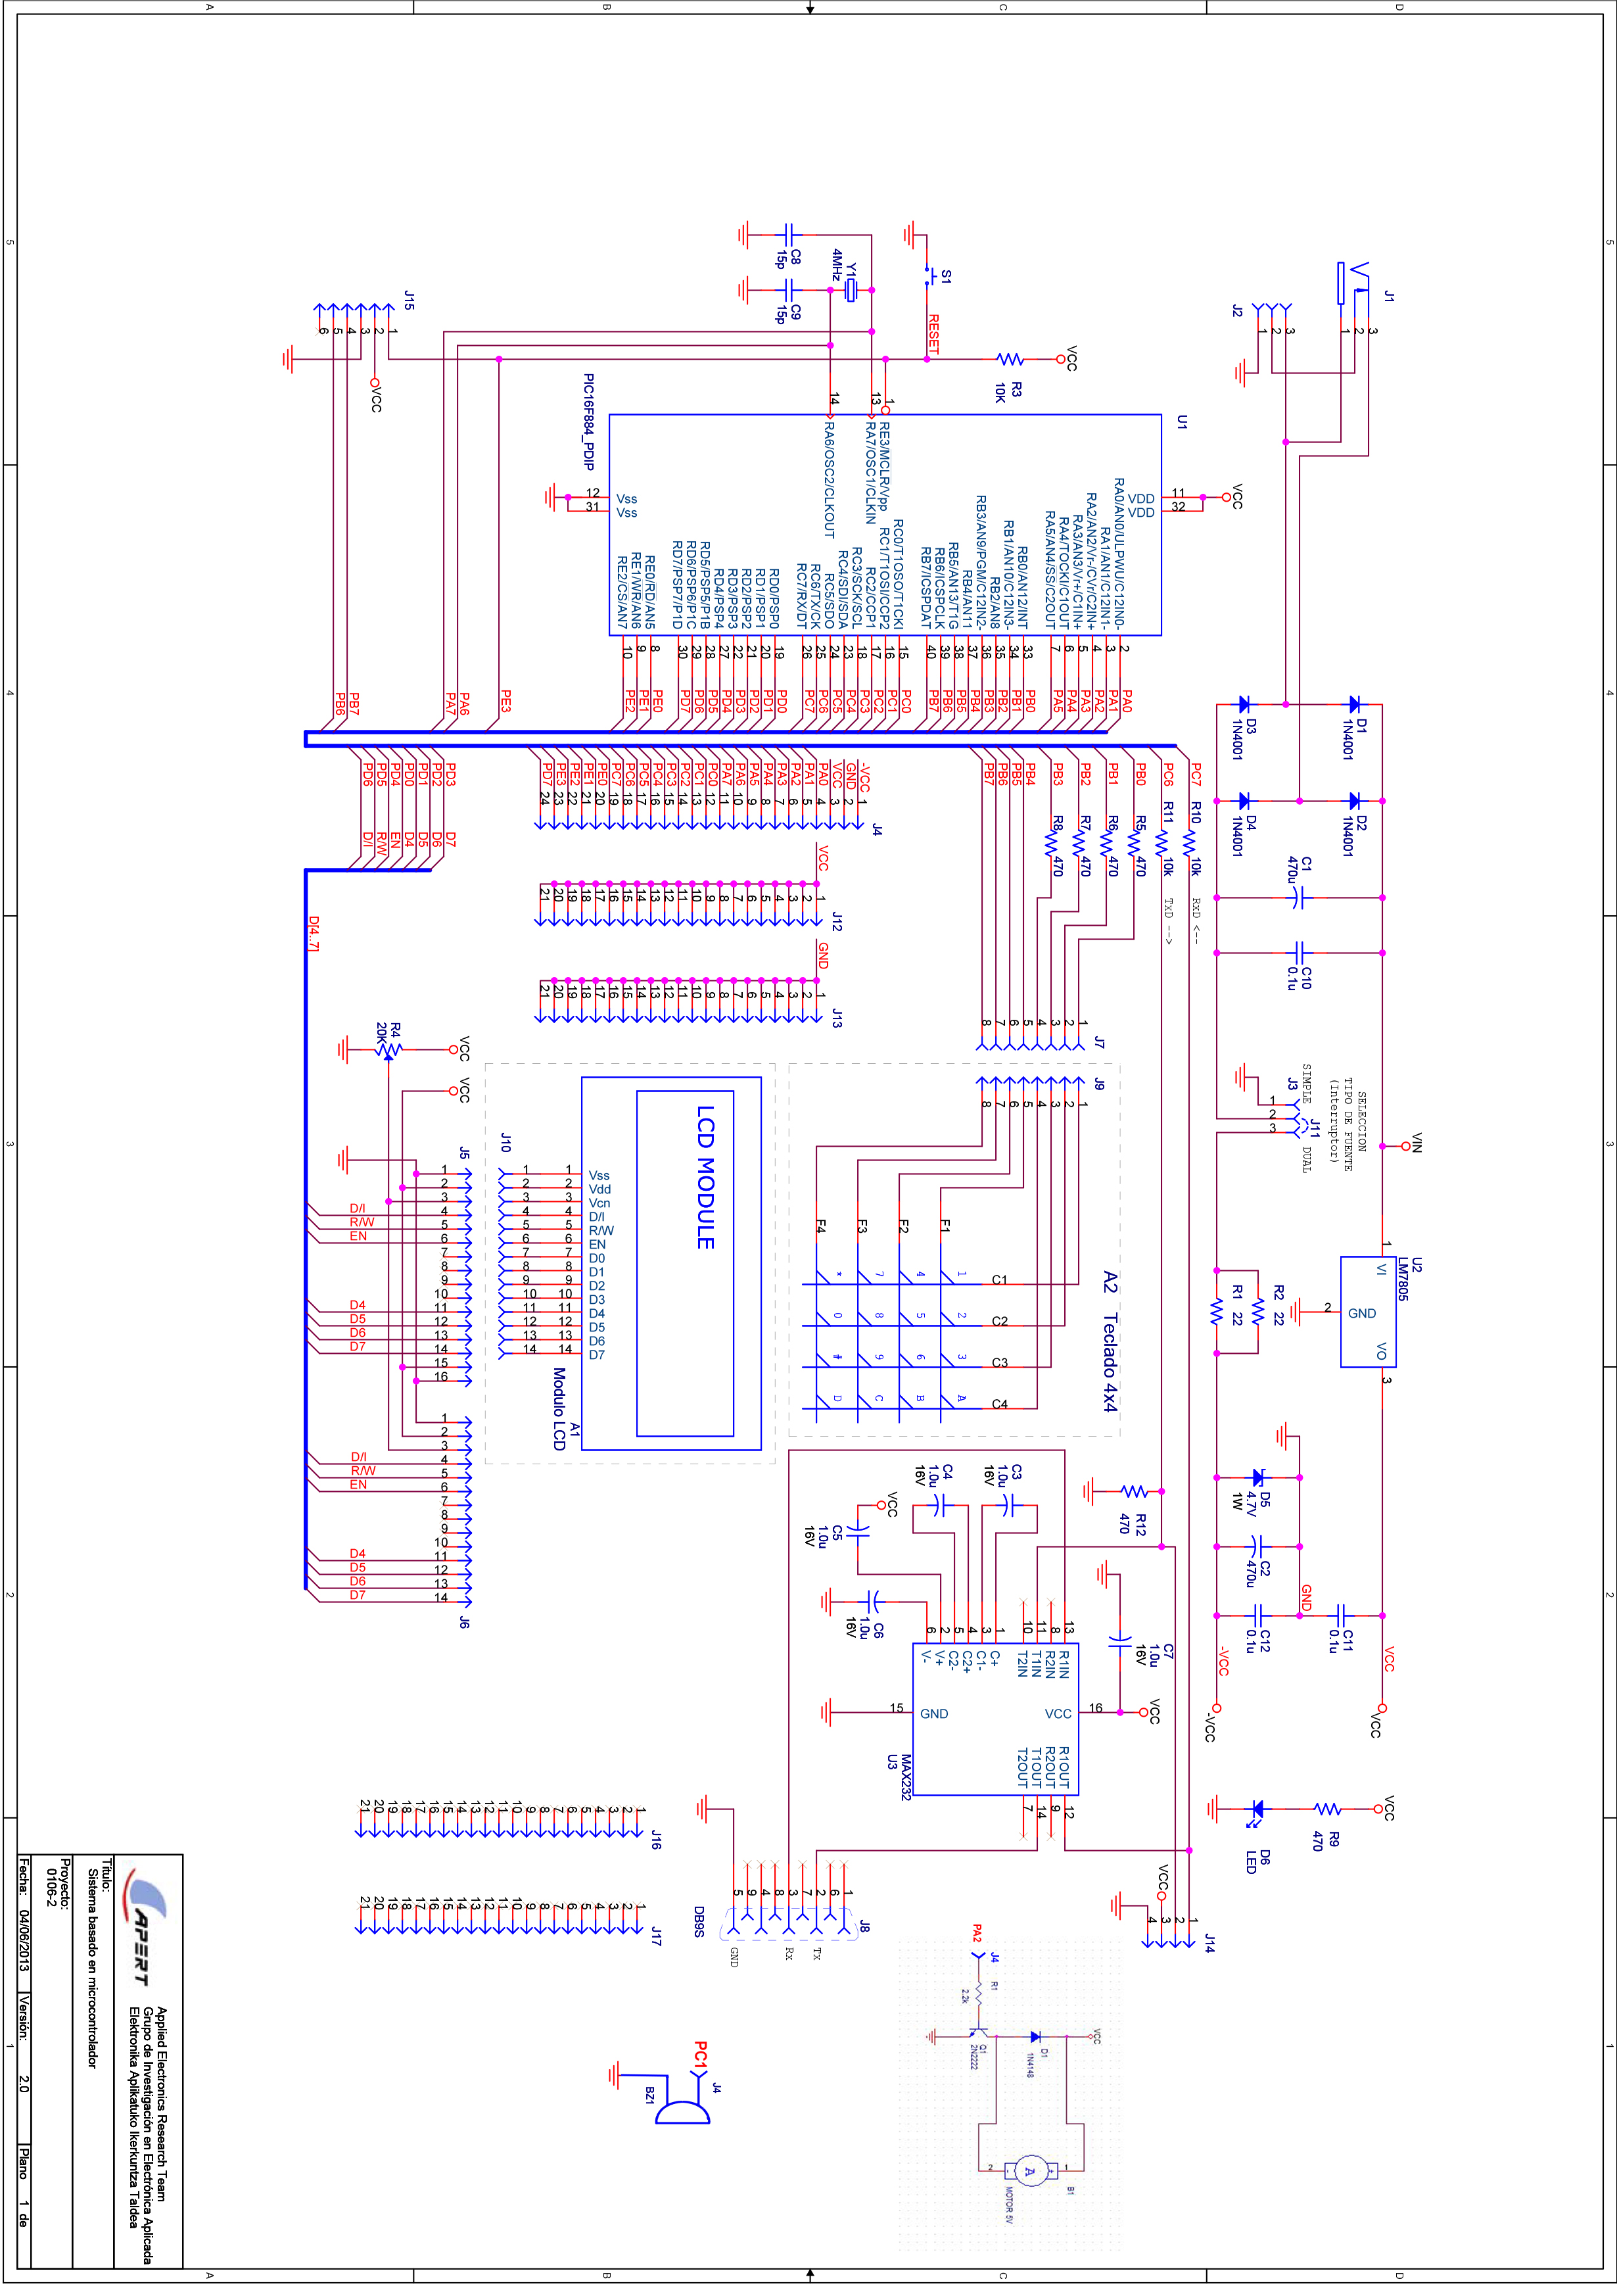 5 4 3 2 1
D D
C C
B B
A A
J1
3
2
1
3
2
1
J2
D1
1N4001
D2
1N4001
D3
1N4001
D4
1N4001
C1
470u
C10
0.1u
VIN
SELECCION
TIPO DE FUENTE
(Interruptor)
J11
SIMPLE DUAL
J3
1 2 3
U2
LM7805
1 VI VO 3
GND
2
R2 22
R1 22
VCC
VCC
C11
0.1u
GND
D5
4.7V
1W
C2
470u
C12
0.1u
-VCC
-VCC
VCC
R9
470
D6
LED
VCC
U1
11 32
VDD VDD
RA0/AN0/ULPWU/C12IN0- 2 PA0
RA1/AN1/C12IN1- 3 PA1
RA2/AN2/Vr-/CVr/C2IN+ 4 PA2
RA3/AN3/Vr+/C1IN+ 5 PA3
RA4/TOCKI/C1OUT 6 PA4
RA5/AN4/SS/C2OUT 7 PA5
RB0/AN12/INT 33 PB0
RB1/AN10/C12IN3- 34 PB1
RB2/AN8 35 PB2
RB3/AN9/PGM/C12IN2- 36 PB3
RB4/AN11 37 PB4
RB5/AN13/T1G 38 PB5
RB6/ICSPCLK 39 PB6
RB7/ICSPDAT 40 PB7
RC0/T1OSO/T1CKI 15 PC0
RC1/T1OSI/CCP2 16 PC1
RC2/CCP1 17 PC2
RC3/SCK/SCL 18 PC3
RC4/SDI/SDA 23 PC4
RC5/SDO 24 PC5
RC6/TX/CK 25 PC6
RC7/RX/DT 26 PC7
RD0/PSP0 19 PD0
RD1/PSP1 20 PD1
RD2/PSP2 21 PD2
RD3/PSP3 22 PD3
RD4/PSP4 27 PD4
RD5/PSP5/P1B 28 PD5
RD6/PSP6/P1C 29 PD6
RD7/PSP7/P1D 30 PD7
RE0/RD/AN5 8 PE0
RE1/WR/AN6 9 PE1
RE2/CS/AN7 10 PE2
1 RE3/MCLR/Vpp
13 RA7/OSC1/CLKIN
14 RA6/OSC2/CLKOUT
Vss Vss
12 31
PIC16F884_PDIP
VCC
R3
10K
S1
RESET
Y1
4MHz
C8
15p
C9
15p
PE3
PA6
PA7
J15
1
2 VCC
3
4 PB7
5 PB6
6
PC7 R10 10k RxD <--
PC6 R11 10k TxD -->
PB0 R5 470
PB1 R6 470
PB2 R7 470
PB3 R8 470
PB4
PB5
PB6
PB7
J7
1
2
3
4
5
6
7
8
J9
1
2
3
4
5
6
7
8
A2 Teclado 4x4
C1 C2 C3 C4
1 2 3 A
F1
4 5 6 B
F2
7 8 9 C
F3
* 0 # D
F4
J4
-VCC 1
GND 2
VCC 3
PA0 4
PA1 5
PA2 6
PA3 7
PA4 8
PA5 9
PA6 10
PA7 11
PC0 12
PC1 13
PC2 14
PC3 15
PC4 16
PC5 17
PC6 18
PC7 19
PE0 20
PE1 21
PE2 22
PE3 23
PD7 24
J12
VCC 1
2
3
4
5
6
7
8
9
10
11
12
13
14
15
16
17
18
19
20
21
J13
GND 1
2
3
4
5
6
7
8
9
10
11
12
13
14
15
16
17
18
19
20
21
LCD MODULE
Vss Vdd Vcn D/I R/W EN D0 D1 D2 D3 D4 D5 D6 D7
1 2 3 4 5 6 7 8 9 10 11 12 13 14
A1
Modulo LCD
1 2 3 4 5 6 7 8 9 10 11 12 13 14
J10
VCC VCC
J5
1 2 3 4 5 6 7 8 9 10 11 12 13 14 15 16
J6
1 2 3 4 5 6 7 8 9 10 11 12 13 14
R4
20K
D/I R/W EN D4 D5 D6 D7
D/I R/W EN D4 D5 D6 D7
PD3 D7
PD2 D6
PD1 D5
PD0 D4
PD4 EN
PD5 R/W
PD6 D/I
D[4..7]
R12
470
C7
1.0u
16V
VCC
16
VCC
13 R1IN R1OUT 12
8 R2IN R2OUT 9
11 T1IN T1OUT 14
10 T2IN T2OUT 7
1 C+
3 C1-
4 C2+
5 C2-
2 V+
6 V-
GND
15
MAX232
U3
C3
1.0u
16V
C4
1.0u
16V
VCC
C5
1.0u
16V
C6
1.0u
16V
J14
1
2
VCC 3
4
VCC
D1
1N4148
B1
A
+
-
1
2
MOTOR 5V
PA2
J4
R1
2.2k
Q1
2N2222
J8
1
6
2 Tx
7
3 Rx
8
4
9
5 GND
DB9S
PC1
J4
BZ1
J16
1
2
3
4
5
6
7
8
9
10
11
12
13
14
15
16
17
18
19
20
21
J17
1
2
3
4
5
6
7
8
9
10
11
12
13
14
15
16
17
18
19
20
21
APERT
Applied Electronics Research Team
Grupo de Investigación en Electrónica Aplicada
Elektronika Aplikatuko Ikerkuntza Taldea
Título:
Sistema basado en microcontrolador
Proyecto:
0106-2
Fecha: 04/06/2013 Versión: 2.0 Plano 1 de
5 4 3 2 1